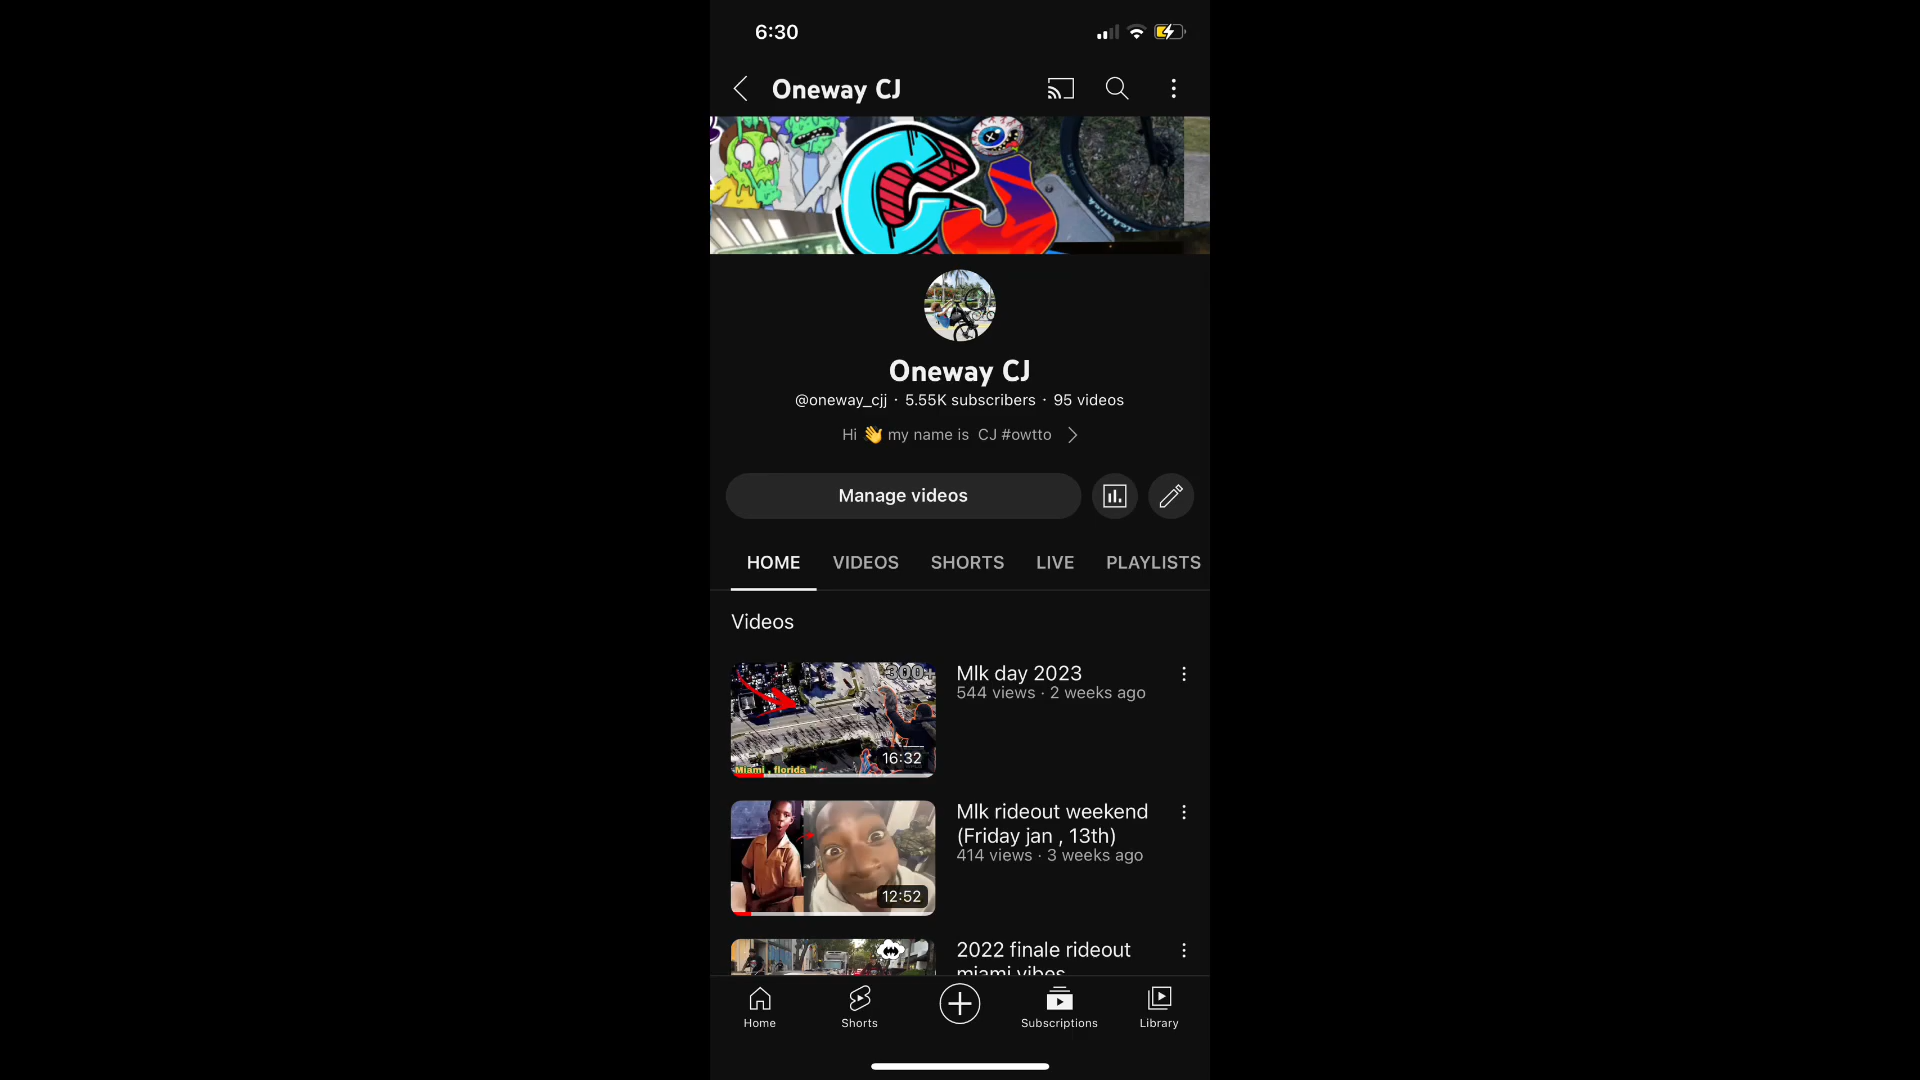 6:30
Oneway CJ
CJ
Oneway CJ
@oneway_cjj · 5.55K subscribers · 95 videos
Hi 👋 my name is CJ #owtto
Manage videos
HOME VIDEOS SHORTS LIVE PLAYLISTS
Videos
300+
Miami , florida
16:32
Mlk day 2023
544 views · 2 weeks ago
12:52
Mlk rideout weekend
(Friday jan , 13th)
414 views · 3 weeks ago
2022 finale rideout
miami vibes
Home Shorts Subscriptions Library